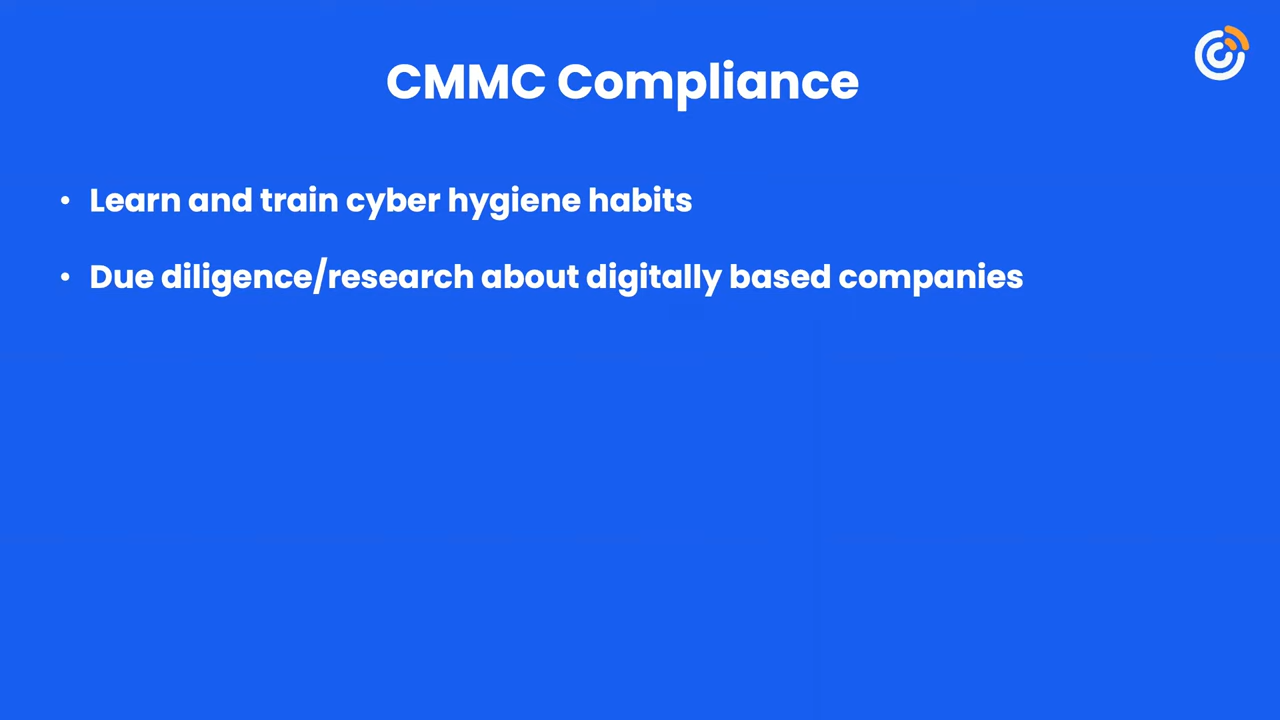 CMMC Compliance
• Learn and train cyber hygiene habits
• Due diligence/research about digitally based companies